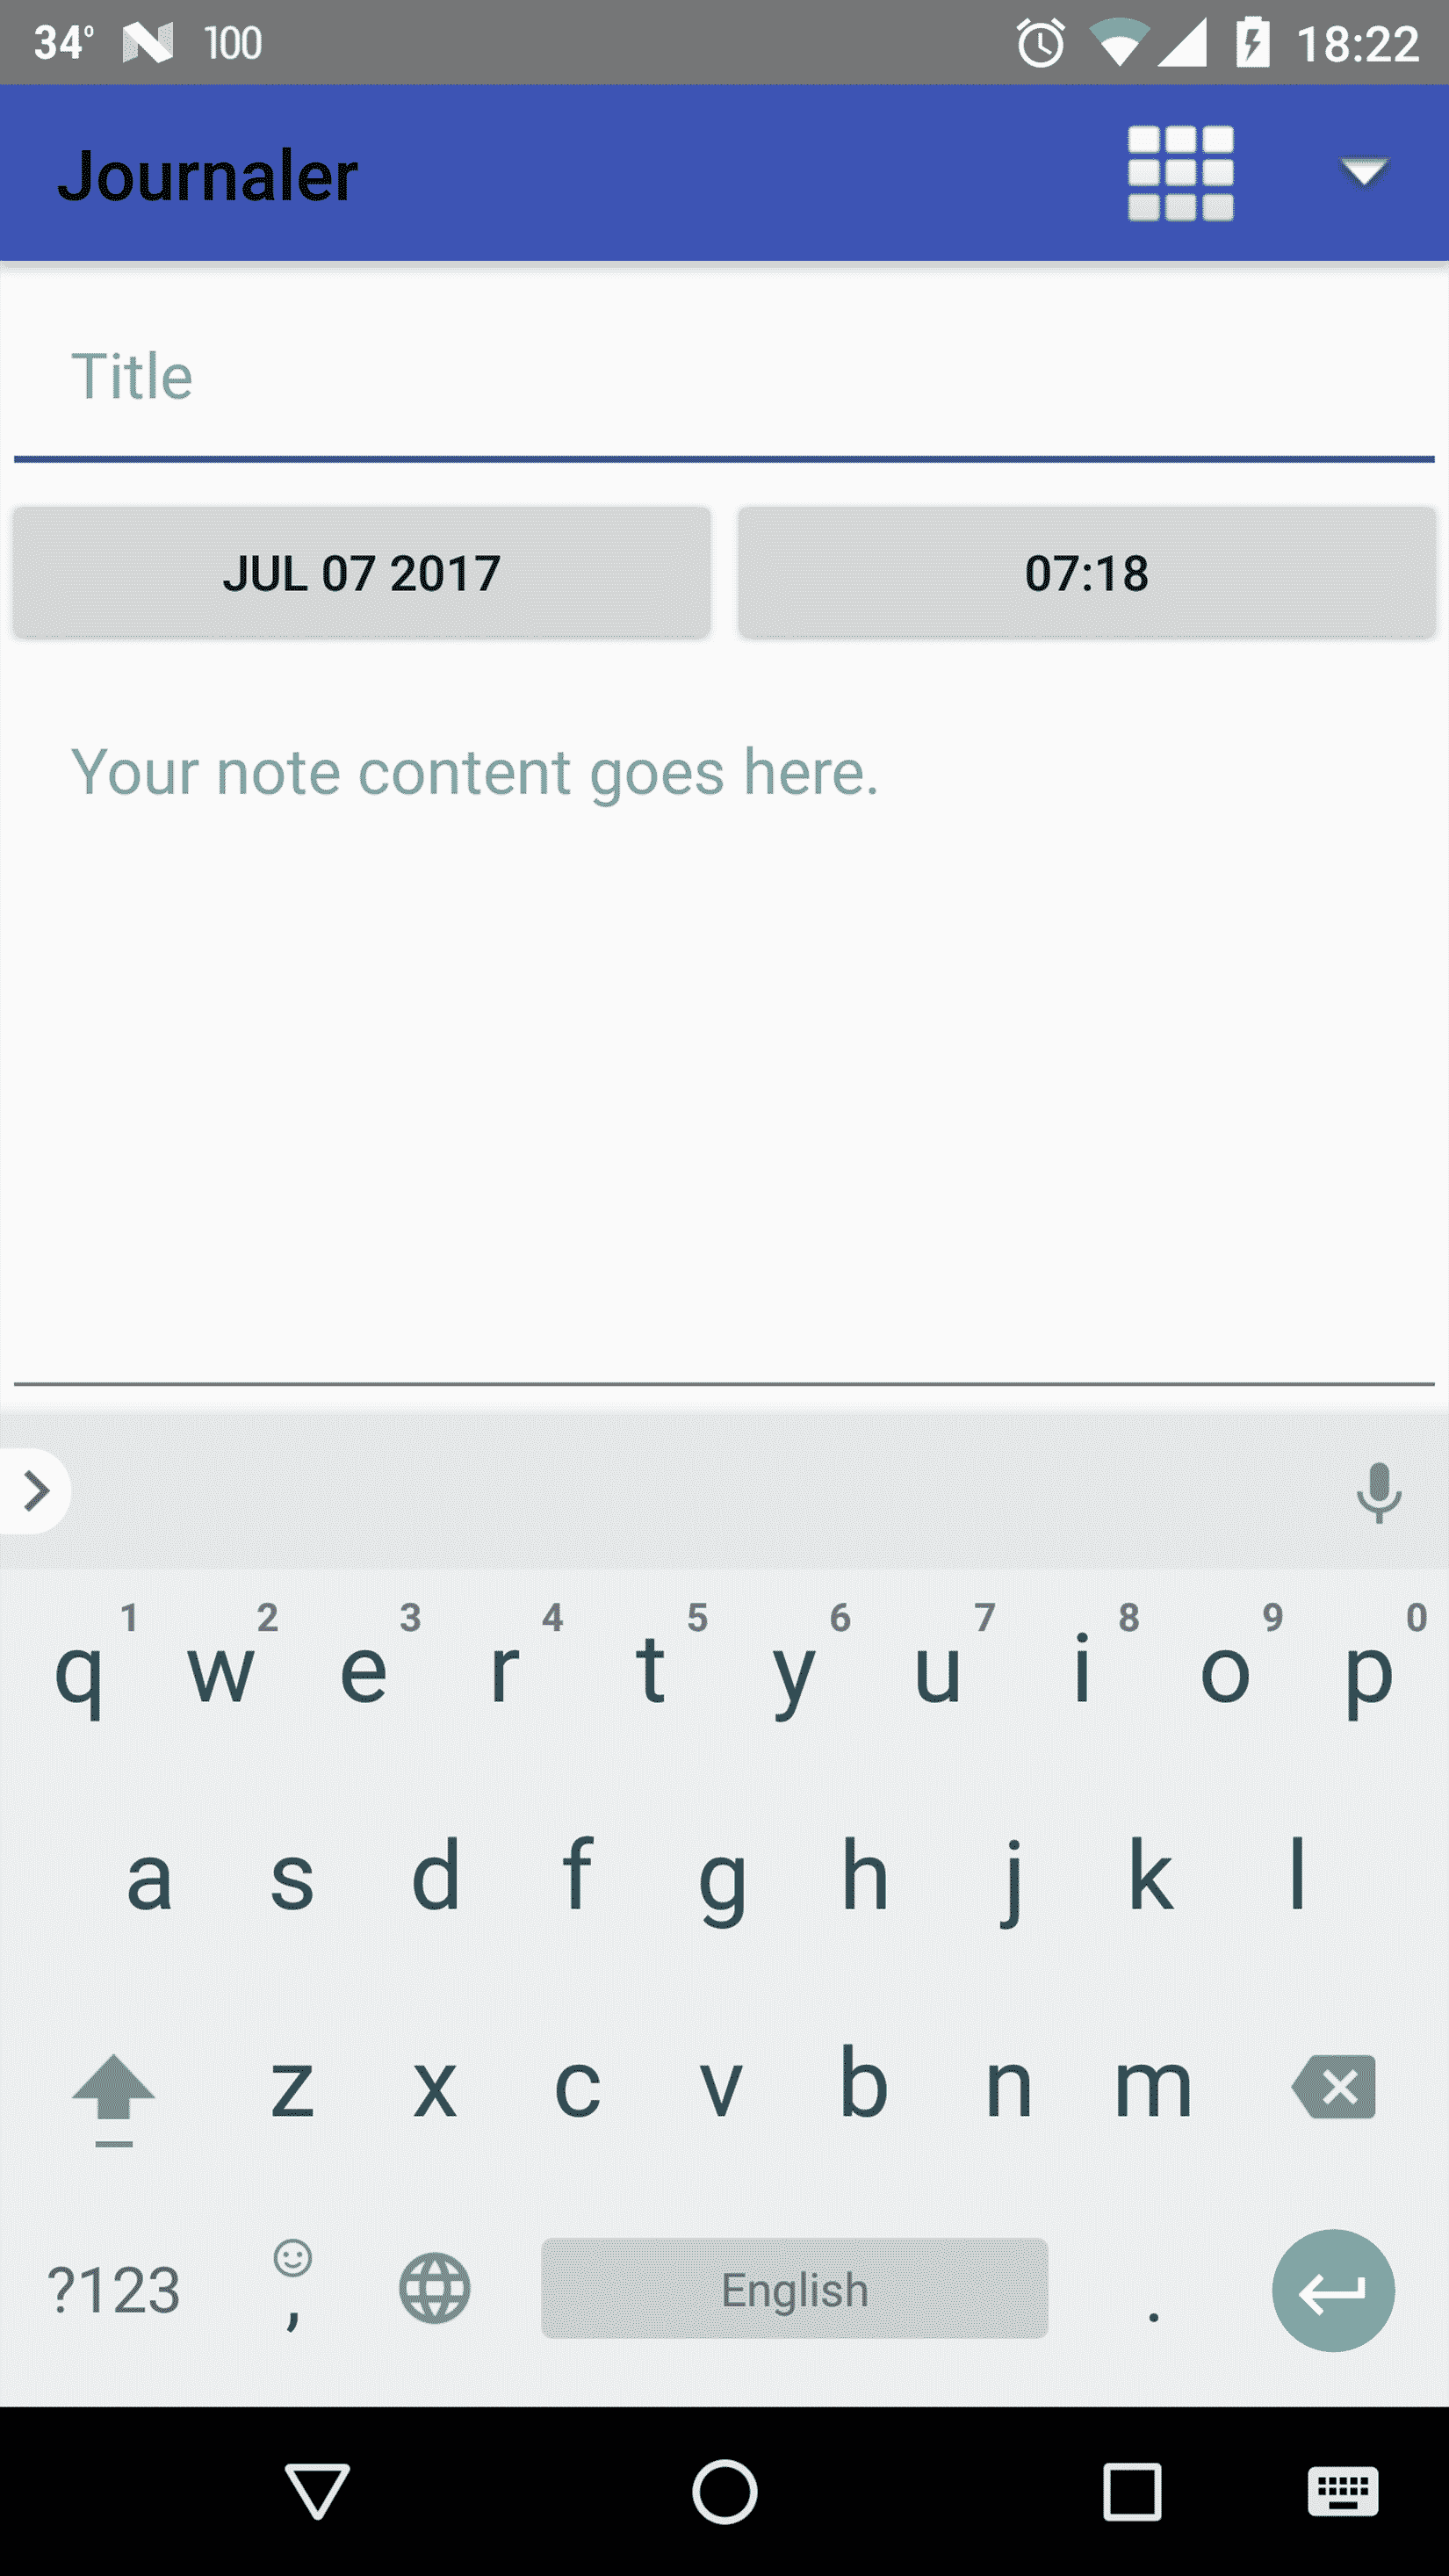 34° N 100 18:22
Journaler
Title
JUL 07 2017 07:18
Your note content goes here.
1 2 3 4 5 6 7 8 9 0
q w e r t y u i o p
a s d f g h j k l
z x c v b n m
?123 , English .